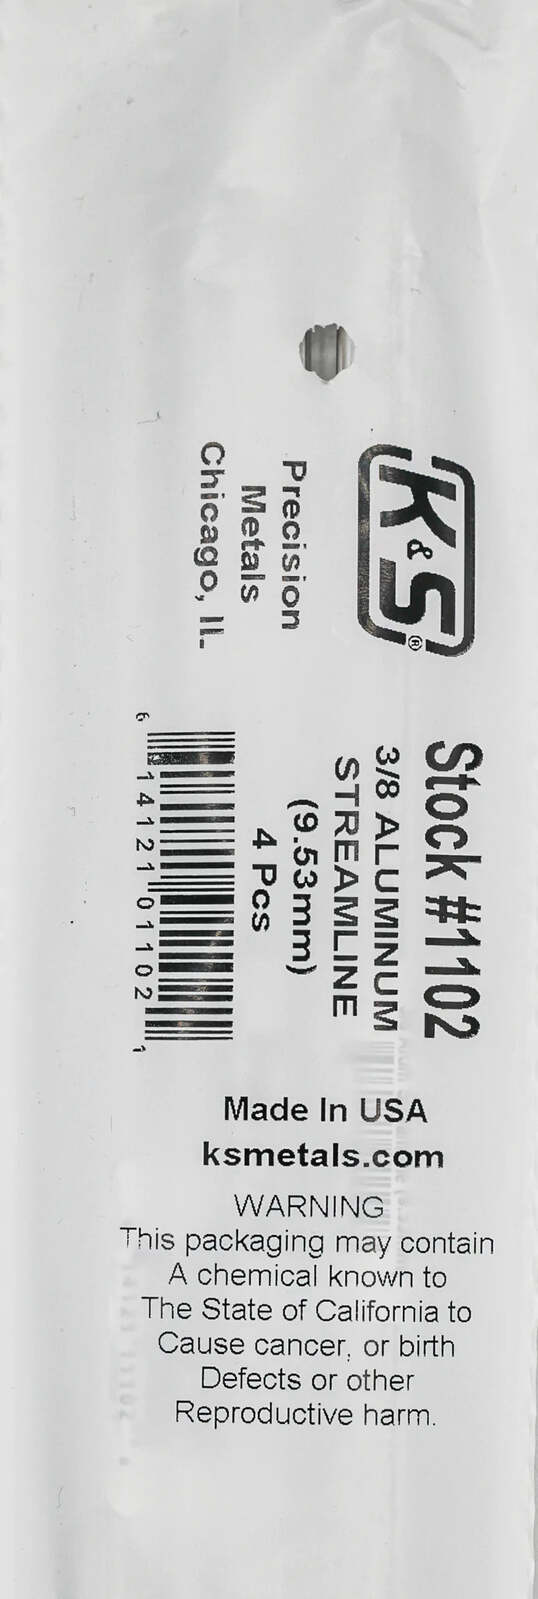 K&S®
Precision
Metals
Chicago, IL
Stock #1102
3/8 ALUMINUM
STREAMLINE
(9.53mm)
4 Pcs
6 14121 01102 1
Made In USA
ksmetals.com
WARNING
This packaging may contain
A chemical known to
The State of California to
Cause cancer, or birth
Defects or other
Reproductive harm.